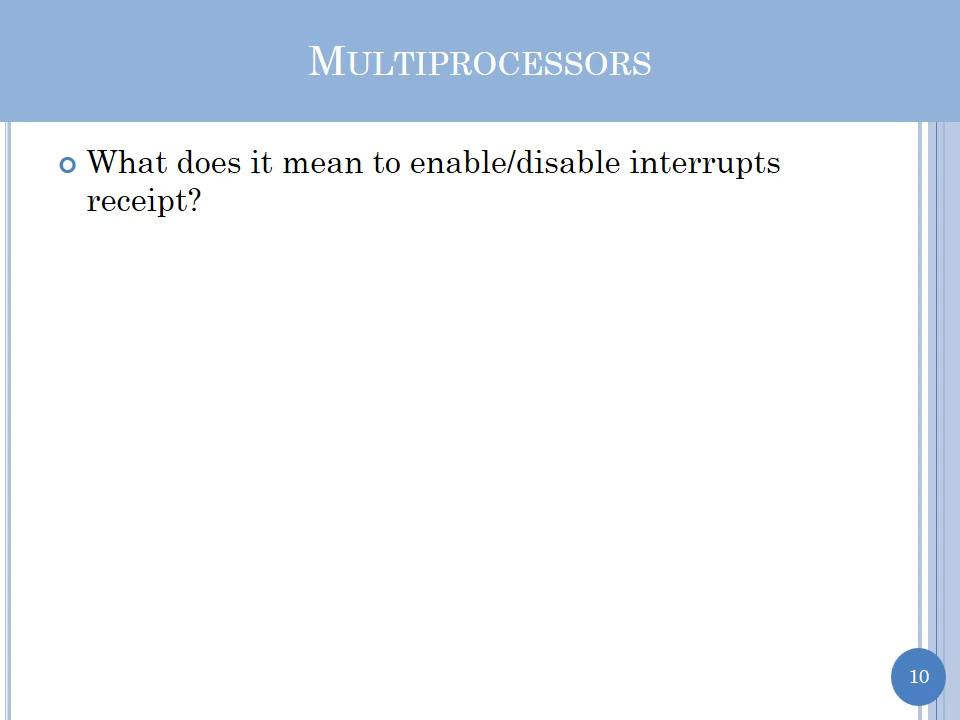 MULTIPROCESSORS
What does it mean to enable/disable interrupts
receipt?
10